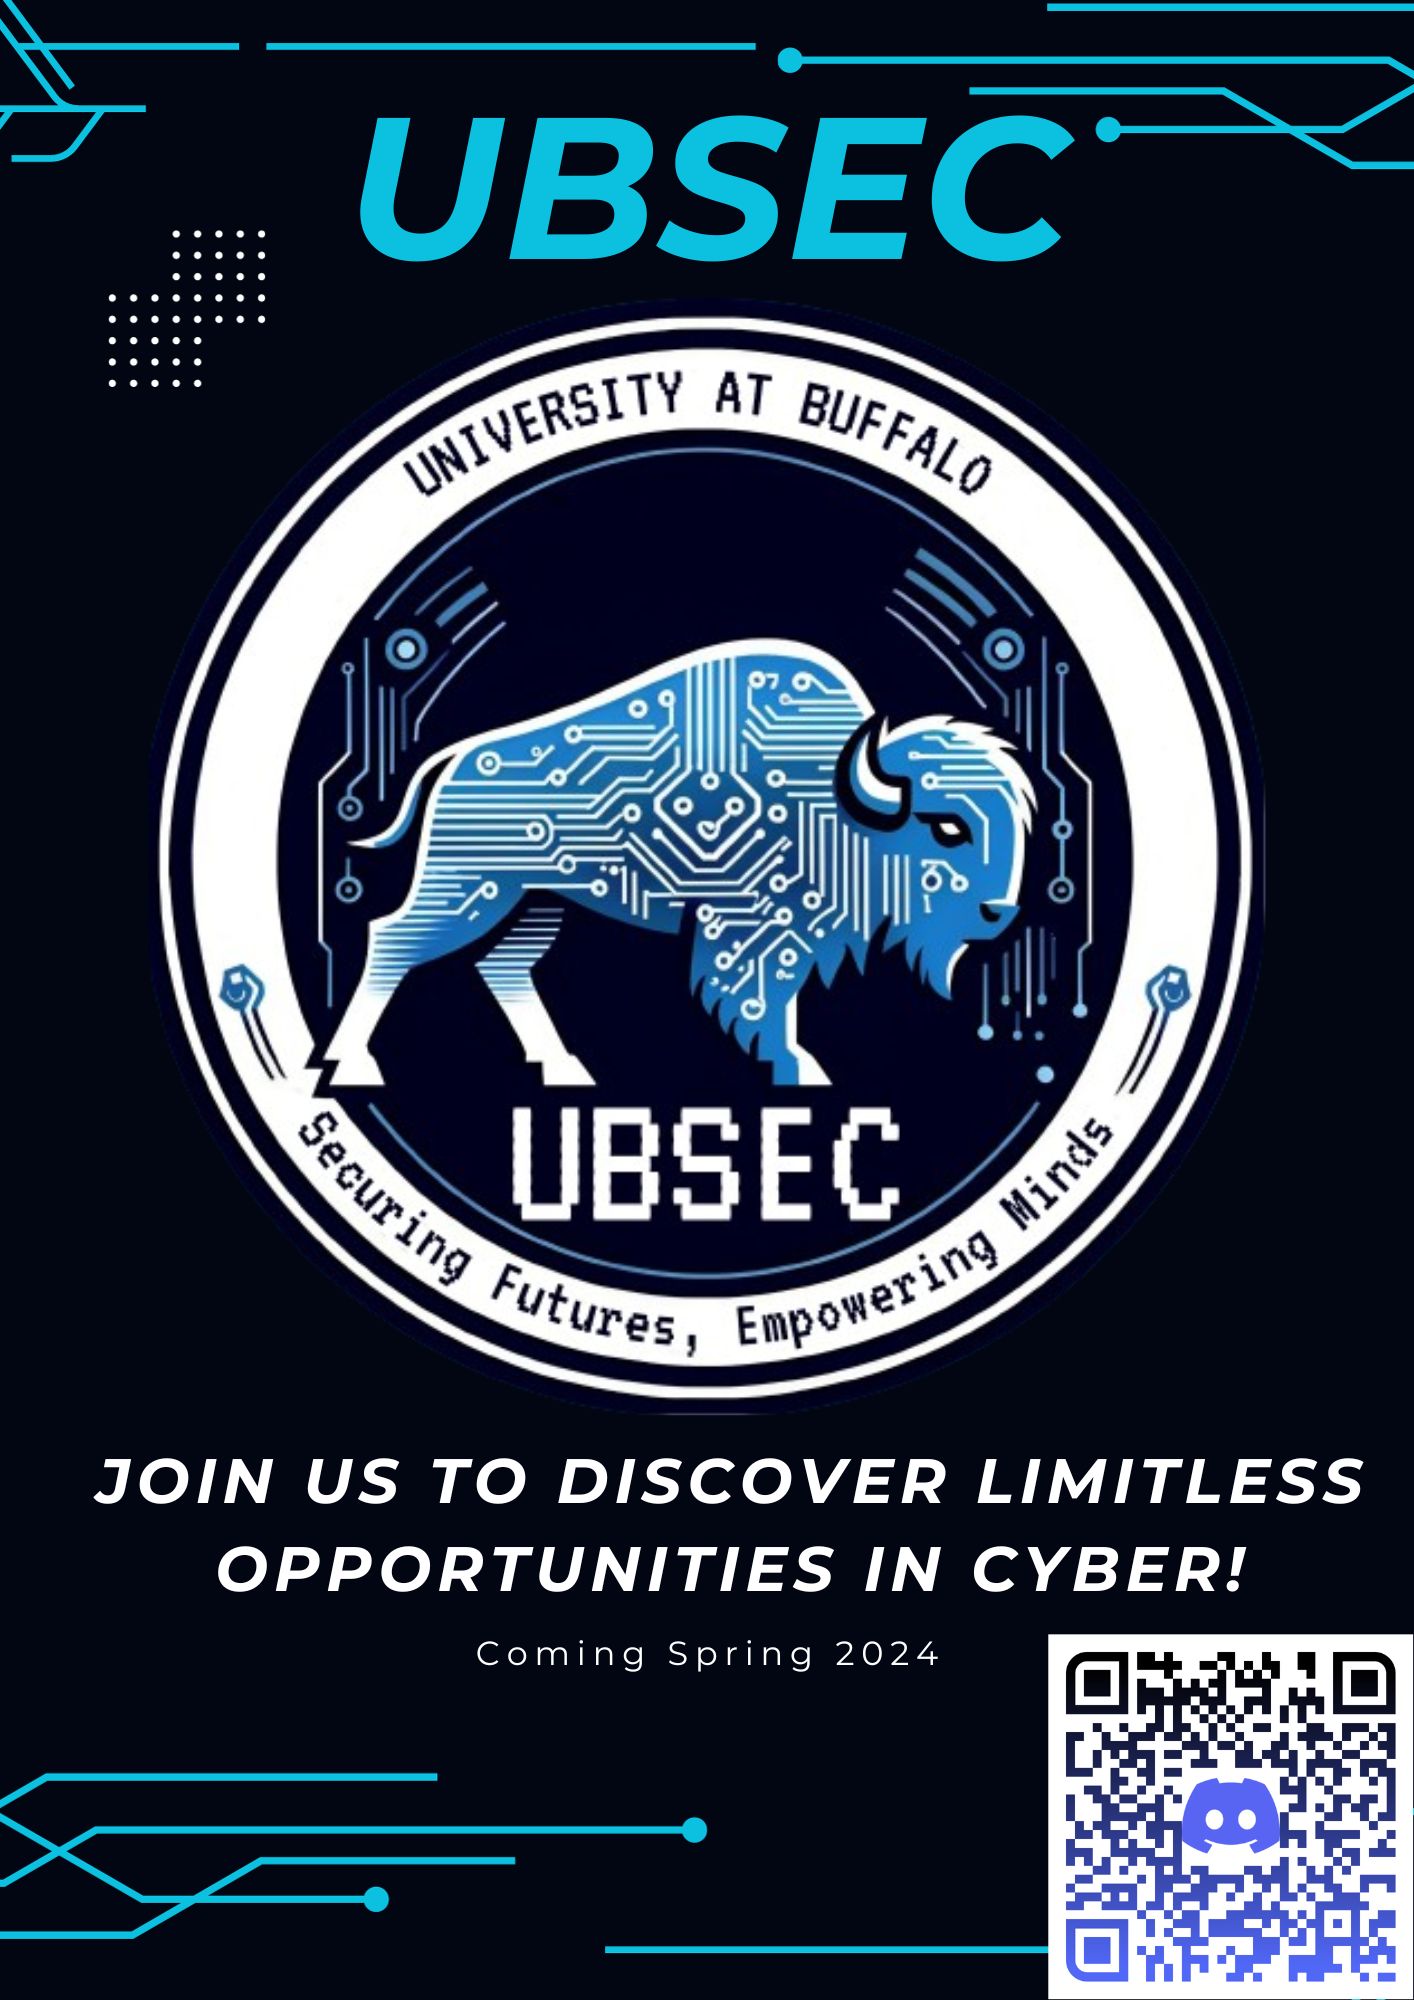 UBSEC
UNIVERSITY AT BUFFALO
UBSEC
Securing Futures, Empowering Minds
JOIN US TO DISCOVER LIMITLESS
OPPORTUNITIES IN CYBER!
Coming Spring 2024